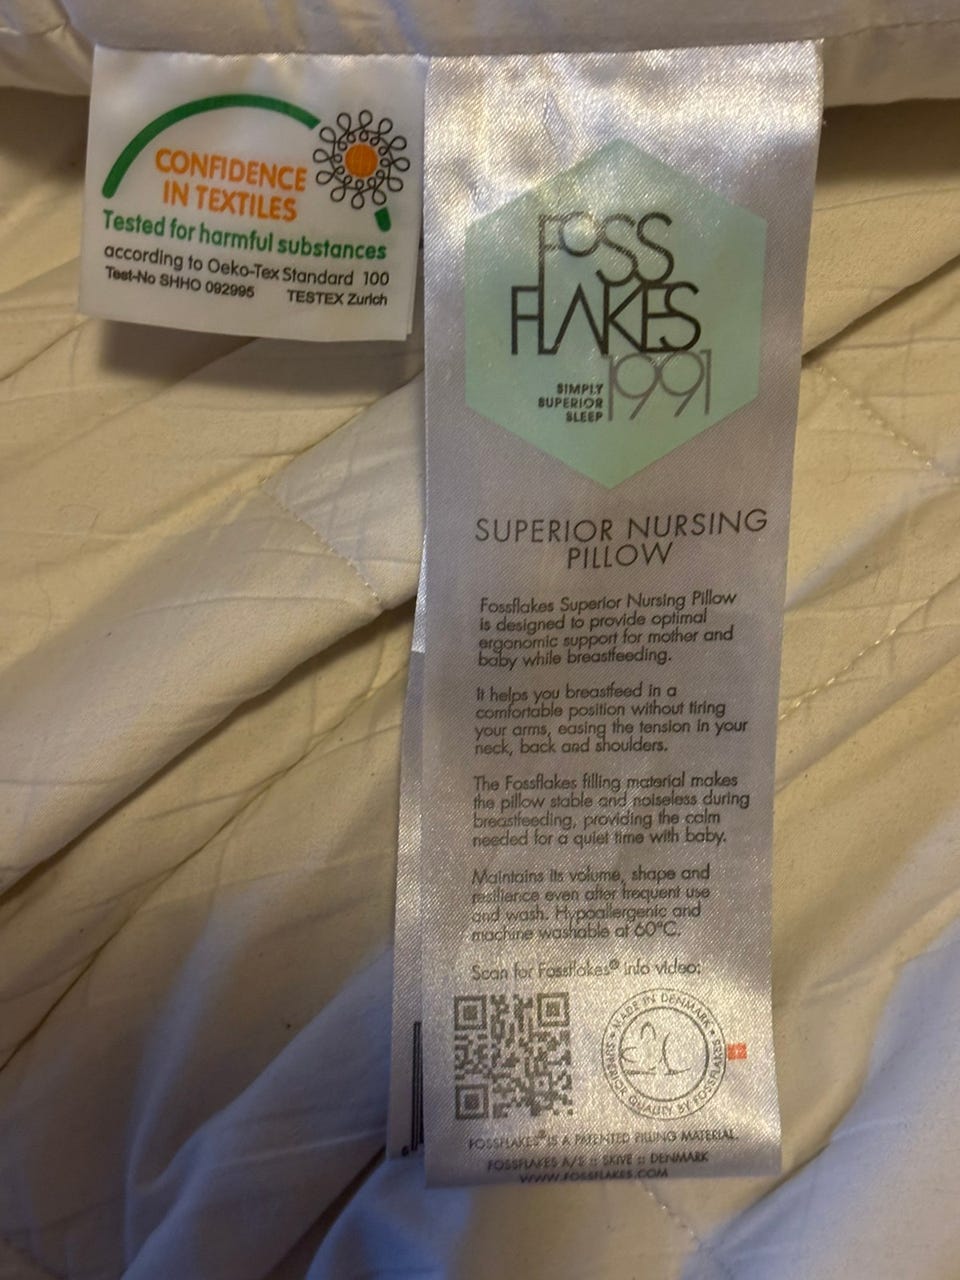 CONFIDENCE
IN TEXTILES
Tested for harmful substances
according to Oeko-Tex Standard 100
Test-No SHHO 092995 TESTEX Zurich
FOSS
FLAKES
1991
SIMPLY
SUPERIOR
SLEEP
SUPERIOR NURSING
PILLOW
Fossflakes Superior Nursing Pillow
is designed to provide optimal
ergonomic support for mother and
baby while breastfeeding.
It helps you breastfeed in a
comfortable position without tiring
your arms, easing the tension in your
neck, back and shoulders.
The Fossflakes filling material makes
the pillow stable and noiseless during
breastfeeding, providing the calm
needed for a quiet time with baby.
Maintains its volume, shape and
resilience even after frequent use
and wash. Hypoallergenic and
machine washable at 60°C.
Scan for Fossflakes® info video:
• MADE IN DENMARK •
SUPERIOR QUALITY BY FOSSFLAKES
FOSSFLAKES® IS A PATENTED FILLING MATERIAL.
FOSSFLAKES A/S :: SKIVE :: DENMARK
WWW.FOSSFLAKES.COM
6